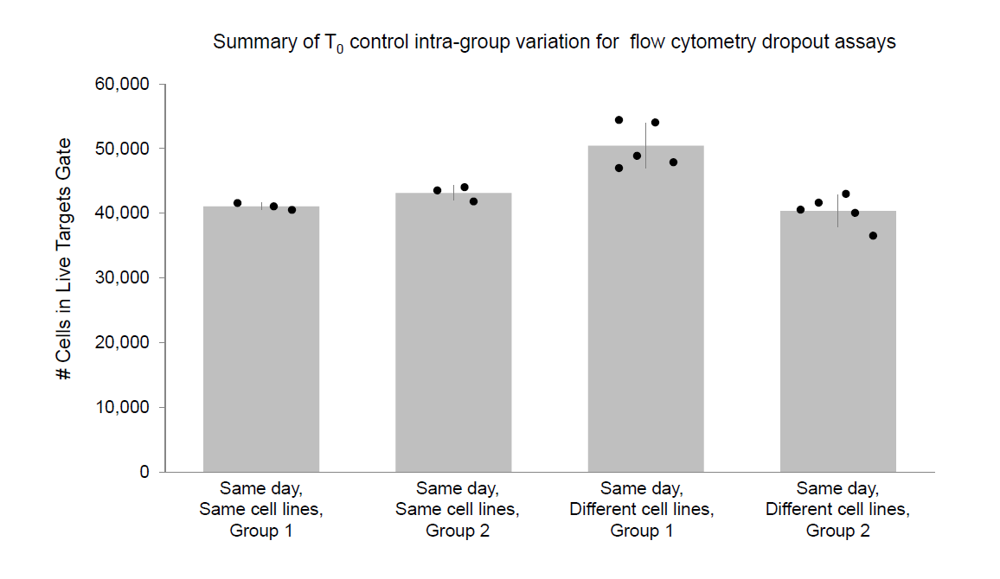 Summary of T0 control intra-group variation for flow cytometry dropout assays
# Cells in Live Targets Gate
60,000
50,000
40,000
30,000
20,000
10,000
0
Same day,
Same cell lines,
Group 1
Same day,
Same cell lines,
Group 2
Same day,
Different cell lines,
Group 1
Same day,
Different cell lines,
Group 2